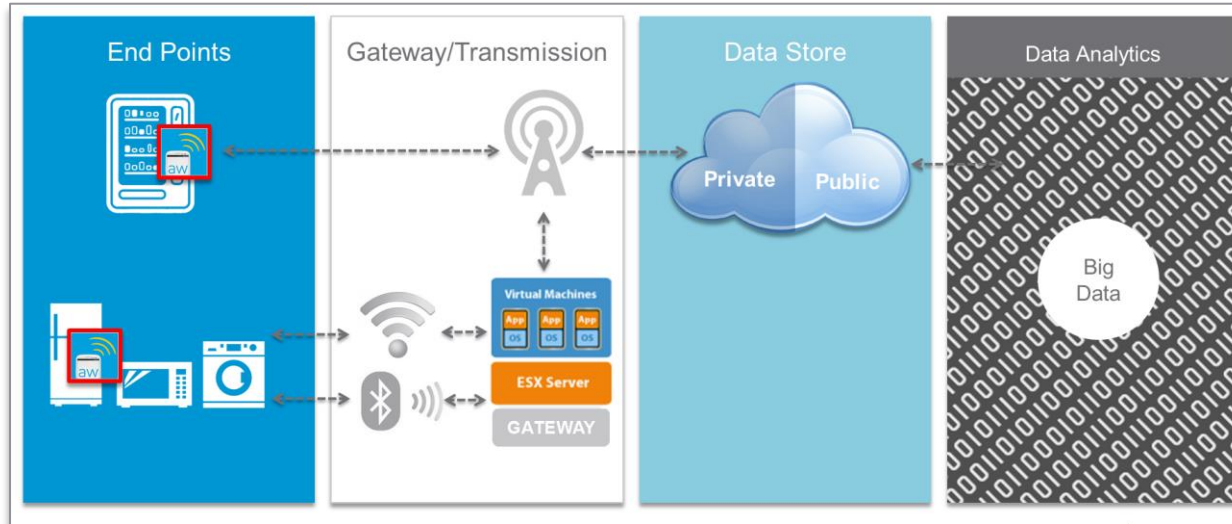 End Points
Gateway/Transmission
Data Store
Data Analytics
aw
Private
Public
Big
Data
Virtual Machines
App App App
OS OS OS
aw
ESX Server
GATEWAY